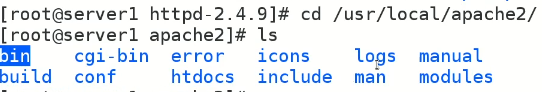 [root@server1 httpd-2.4.9]# cd /usr/local/apache2/
[root@server1 apache2]# ls
bin cgi-bin error icons logs manual
build conf htdocs include man modules